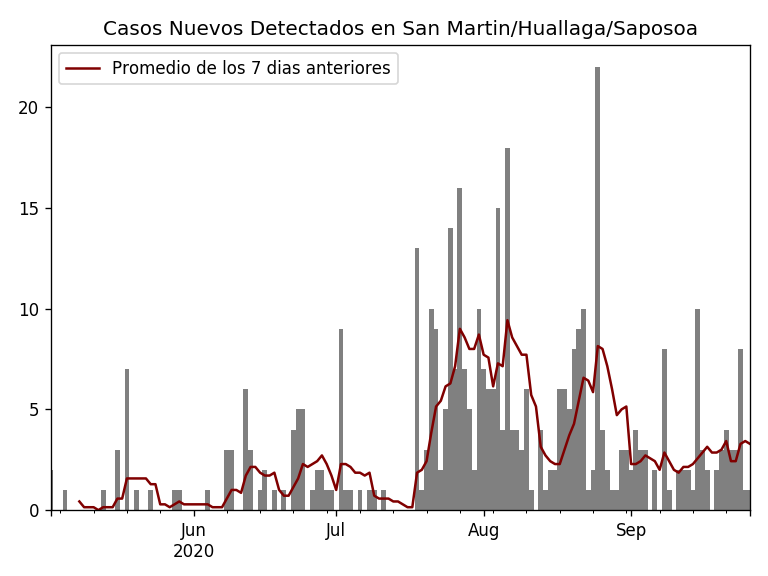 Casos Nuevos Detectados en San Martin/Huallaga/Saposoa
Promedio de los 7 dias anteriores
20
15
10
5
0
Jun
2020
Jul
Aug
Sep